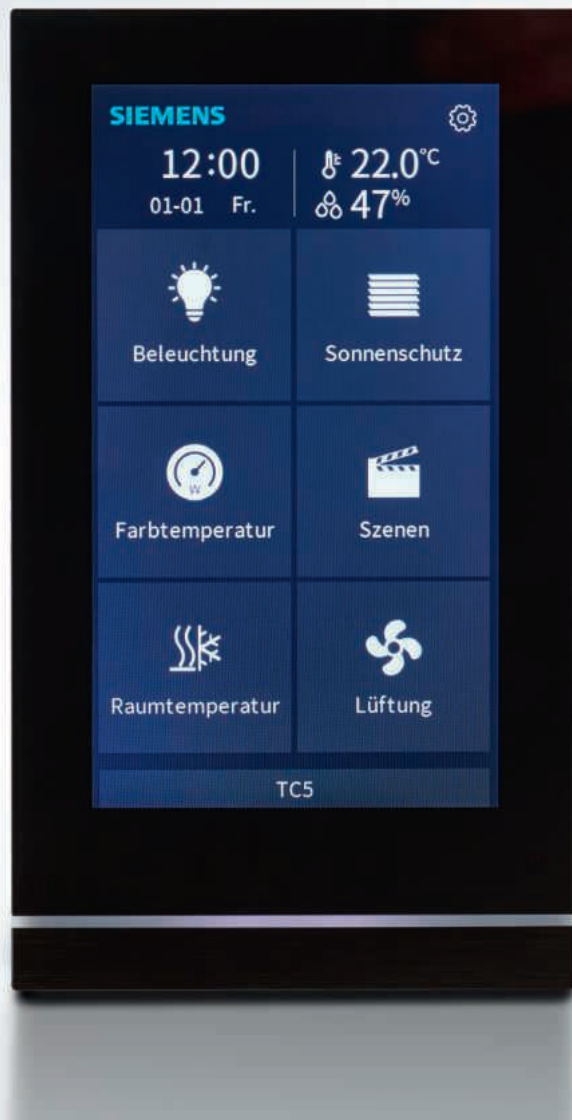 SIEMENS
12:00
01-01 Fr.
22.0°C
47%
Beleuchtung
Sonnenschutz
W
Farbtemperatur
Szenen
Raumtemperatur
Lüftung
TC5